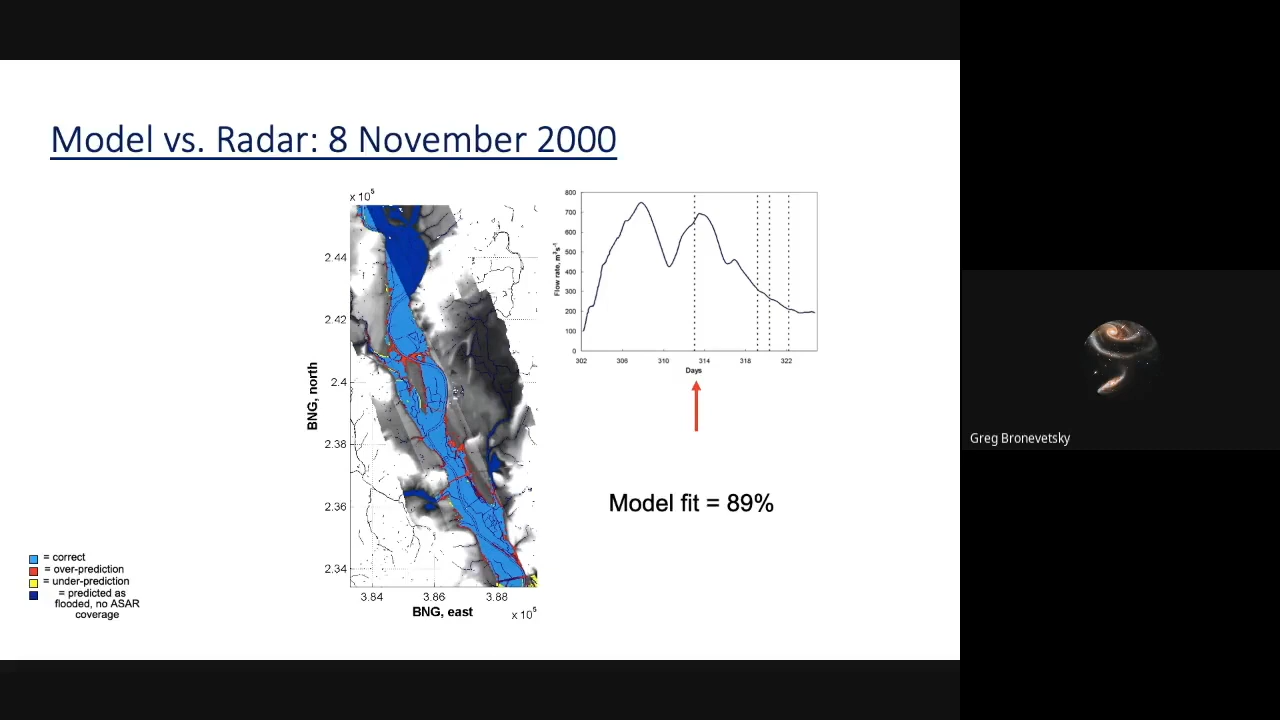 Model vs. Radar: 8 November 2000
x 10⁵
2.44
2.42
2.4
2.38
2.36
2.34
BNG, north
3.84
3.86
3.88
BNG, east
x 10⁵
800
700
600
500
400
300
200
100
0
Flow rate, m³s⁻¹
302
306
310
314
318
322
Days
Model fit = 89%
= correct
= over-prediction
= under-prediction
= predicted as
flooded, no ASAR
coverage
Greg Bronevetsky